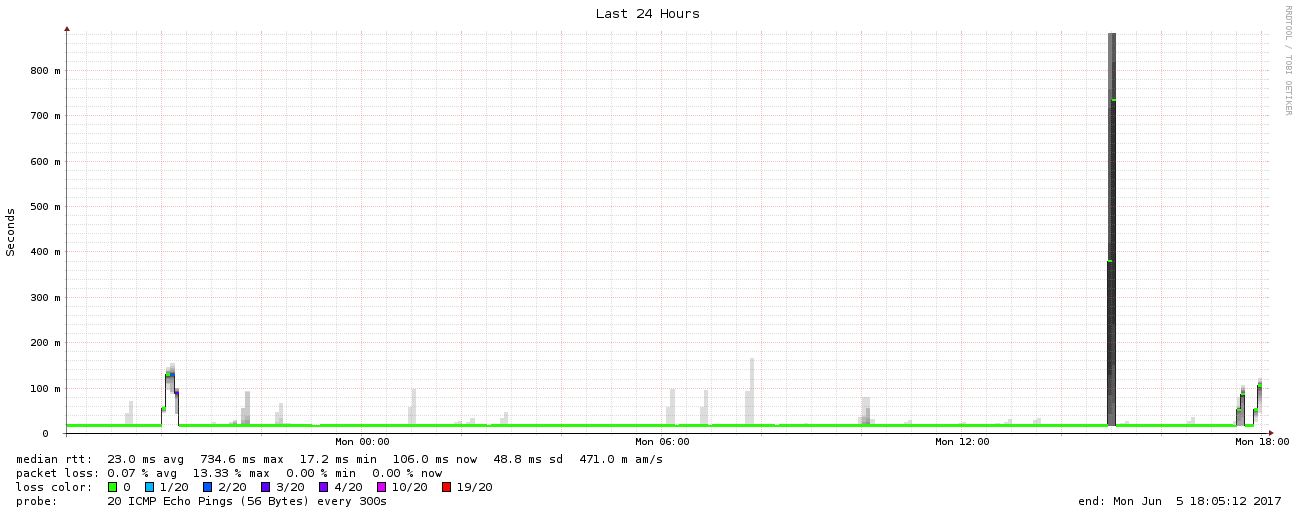 Last 24 Hours
RRDTOOL / TOBI OETIKER
Seconds
800 m
700 m
600 m
500 m
400 m
300 m
200 m
100 m
0
Mon 00:00 Mon 06:00 Mon 12:00 Mon 18:00
median rtt: 23.0 ms avg 734.6 ms max 17.2 ms min 106.0 ms now 48.8 ms sd 471.0 m am/s
packet loss: 0.07 % avg 13.33 % max 0.00 % min 0.00 % now
loss color: 0 1/20 2/20 3/20 4/20 10/20 19/20
probe: 20 ICMP Echo Pings (56 Bytes) every 300s end: Mon Jun 5 18:05:12 2017